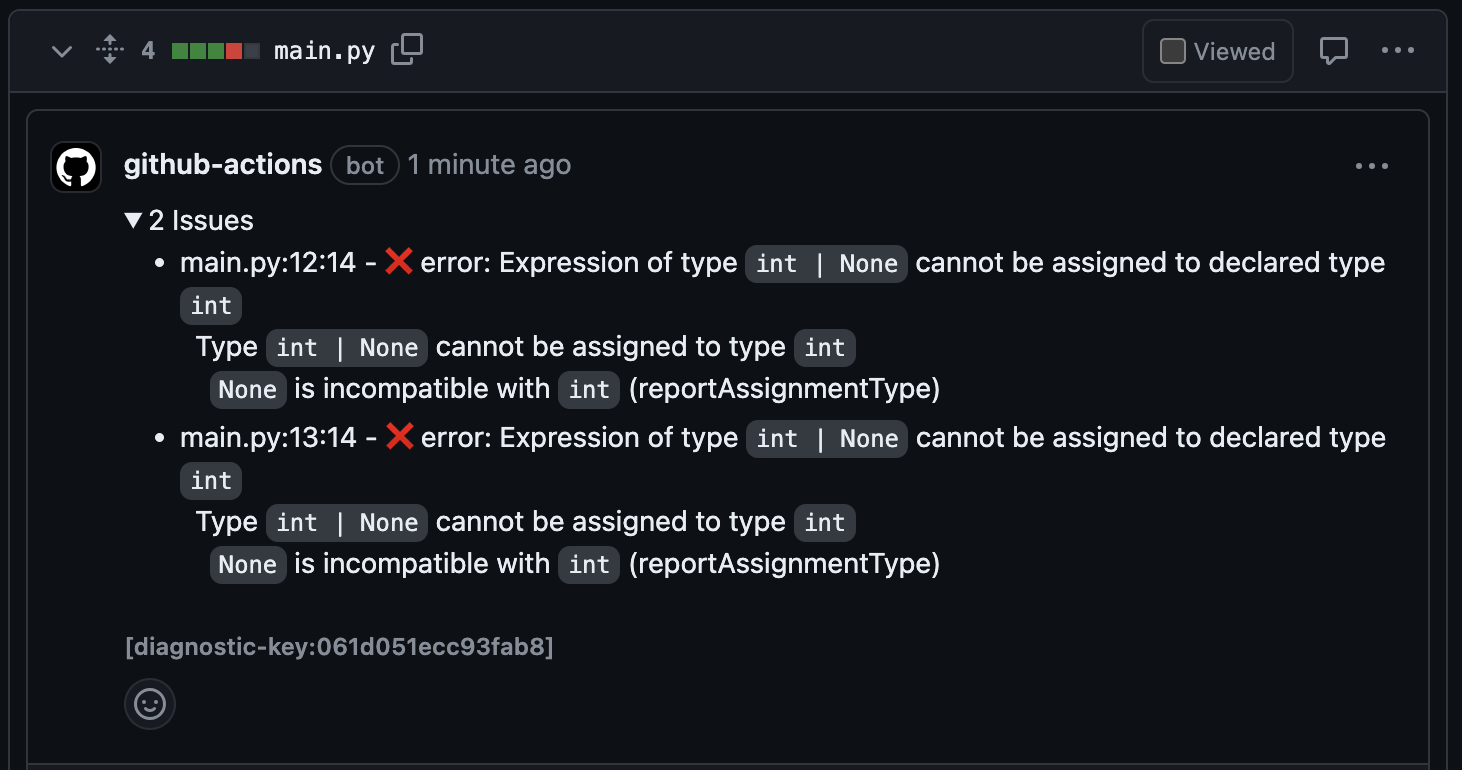 4 main.py Viewed
github-actions bot 1 minute ago
2 Issues
main.py:12:14 - ❌ error: Expression of type int | None cannot be assigned to declared type
int
Type int | None cannot be assigned to type int
None is incompatible with int (reportAssignmentType)
main.py:13:14 - ❌ error: Expression of type int | None cannot be assigned to declared type
int
Type int | None cannot be assigned to type int
None is incompatible with int (reportAssignmentType)
[diagnostic-key:061d051ecc93fab8]